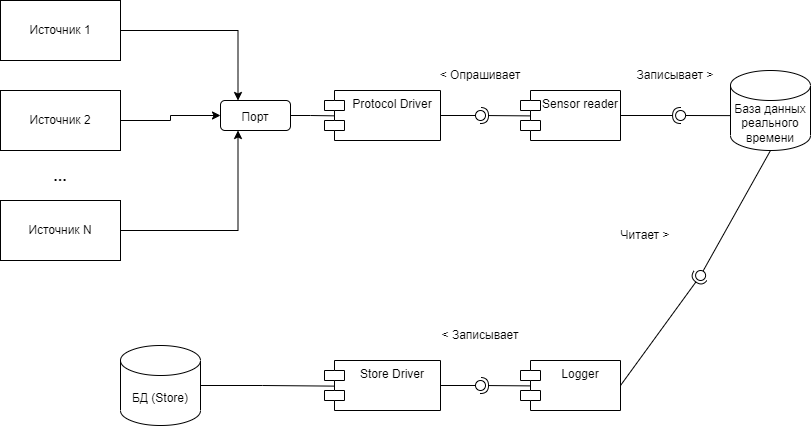 Источник 1
< Опрашивает
Записывает >
Источник 2
Порт
Protocol Driver
Sensor reader
База данных
реального
времени
...
Источник N
Читает >
< Записывает
БД (Store)
Store Driver
Logger